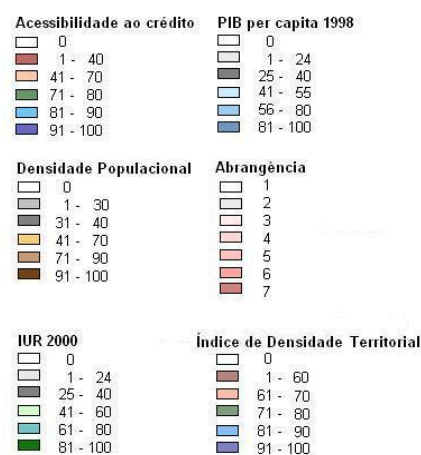 Acessibilidade ao crédito
0
1 - 40
41 - 70
71 - 80
81 - 90
91 - 100
PIB per capita 1998
0
1 - 24
25 - 40
41 - 55
56 - 80
81 - 100
Densidade Populacional
0
1 - 30
31 - 40
41 - 70
71 - 90
91 - 100
Abrangência
1
2
3
4
5
6
7
IUR 2000
0
1 - 24
25 - 40
41 - 60
61 - 80
81 - 100
Índice de Densidade Territorial
0
1 - 60
61 - 70
71 - 80
81 - 90
91 - 100